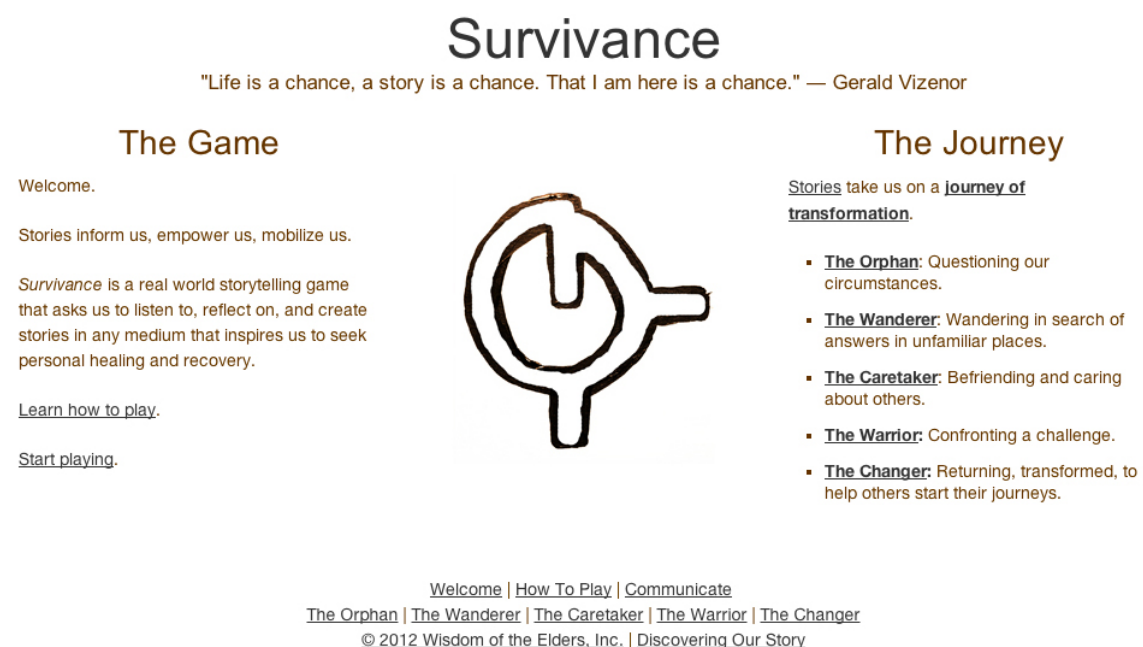 Survivance
"Life is a chance, a story is a chance. That I am here is a chance." — Gerald Vizenor
The Game
Welcome.
Stories inform us, empower us, mobilize us.
Survivance is a real world storytelling game
that asks us to listen to, reflect on, and create
stories in any medium that inspires us to seek
personal healing and recovery.
Learn how to play.
Start playing.
The Journey
Stories take us on a journey of
transformation.
The Orphan: Questioning our
circumstances.
The Wanderer: Wandering in search of
answers in unfamiliar places.
The Caretaker: Befriending and caring
about others.
The Warrior: Confronting a challenge.
The Changer: Returning, transformed, to
help others start their journeys.
Welcome | How To Play | Communicate
The Orphan | The Wanderer | The Caretaker | The Warrior | The Changer
© 2012 Wisdom of the Elders, Inc. | Discovering Our Story